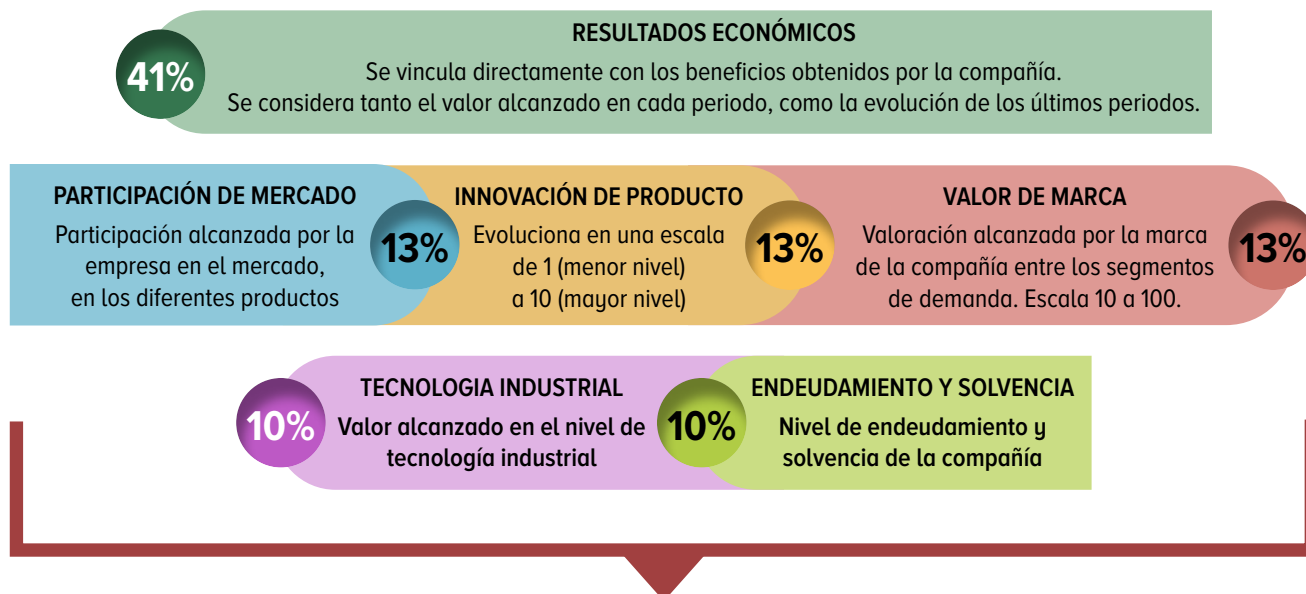 RESULTADOS ECONÓMICOS
41%
Se vincula directamente con los beneficios obtenidos por la compañía.
Se considera tanto el valor alcanzado en cada periodo, como la evolución de los últimos periodos.
PARTICIPACIÓN DE MERCADO
Participación alcanzada por la
empresa en el mercado,
en los diferentes productos
13%
INNOVACIÓN DE PRODUCTO
Evoluciona en una escala
de 1 (menor nivel)
a 10 (mayor nivel)
13%
VALOR DE MARCA
Valoración alcanzada por la marca
de la compañía entre los segmentos
de demanda. Escala 10 a 100.
13%
10%
TECNOLOGIA INDUSTRIAL
Valor alcanzado en el nivel de
tecnología industrial
10%
ENDEUDAMIENTO Y SOLVENCIA
Nivel de endeudamiento y
solvencia de la compañía